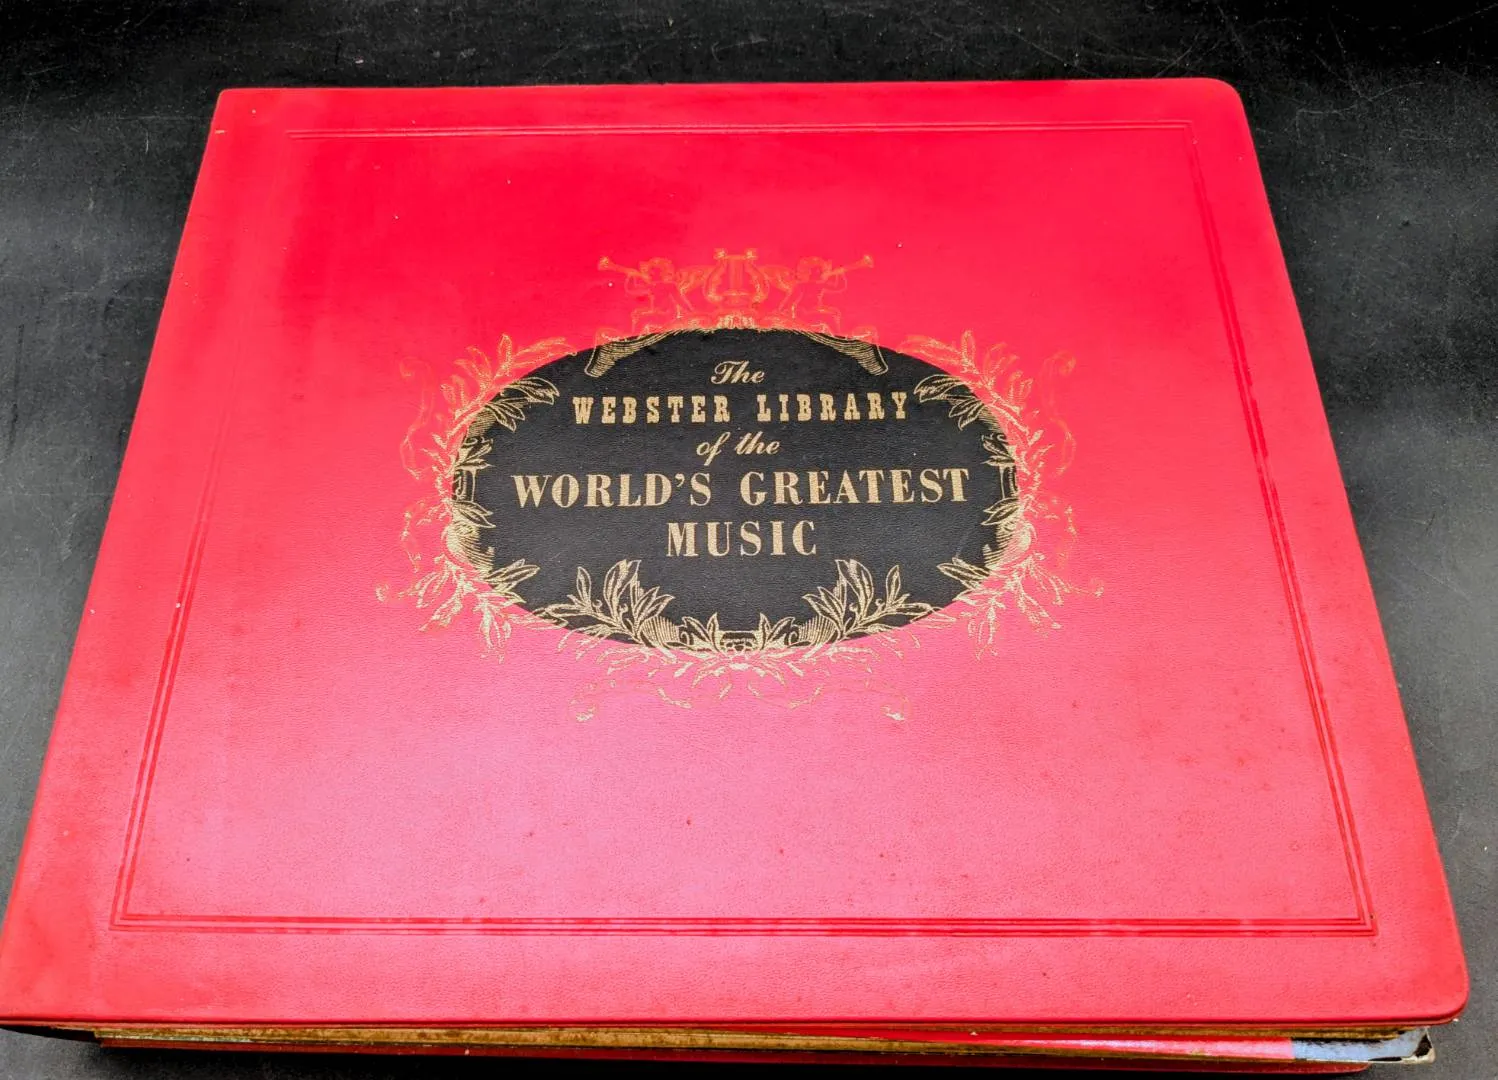 The
WEBSTER LIBRARY
of the
WORLD'S GREATEST
MUSIC